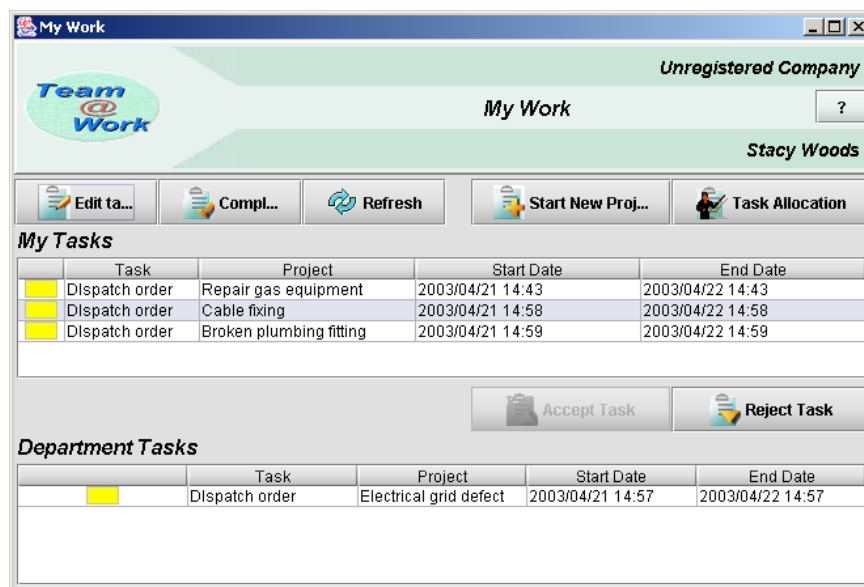 My Work
Unregistered Company
Team
@
Work
My Work
?
Stacy Woods
Edit ta... Compl... Refresh Start New Proj... Task Allocation
My Tasks
Task Project Start Date End Date
DIspatch order Repair gas equipment 2003/04/21 14:43 2003/04/22 14:43
DIspatch order Cable fixing 2003/04/21 14:58 2003/04/22 14:58
DIspatch order Broken plumbing fitting 2003/04/21 14:59 2003/04/22 14:59
Accept Task Reject Task
Department Tasks
Task Project Start Date End Date
DIspatch order Electrical grid defect 2003/04/21 14:57 2003/04/22 14:57